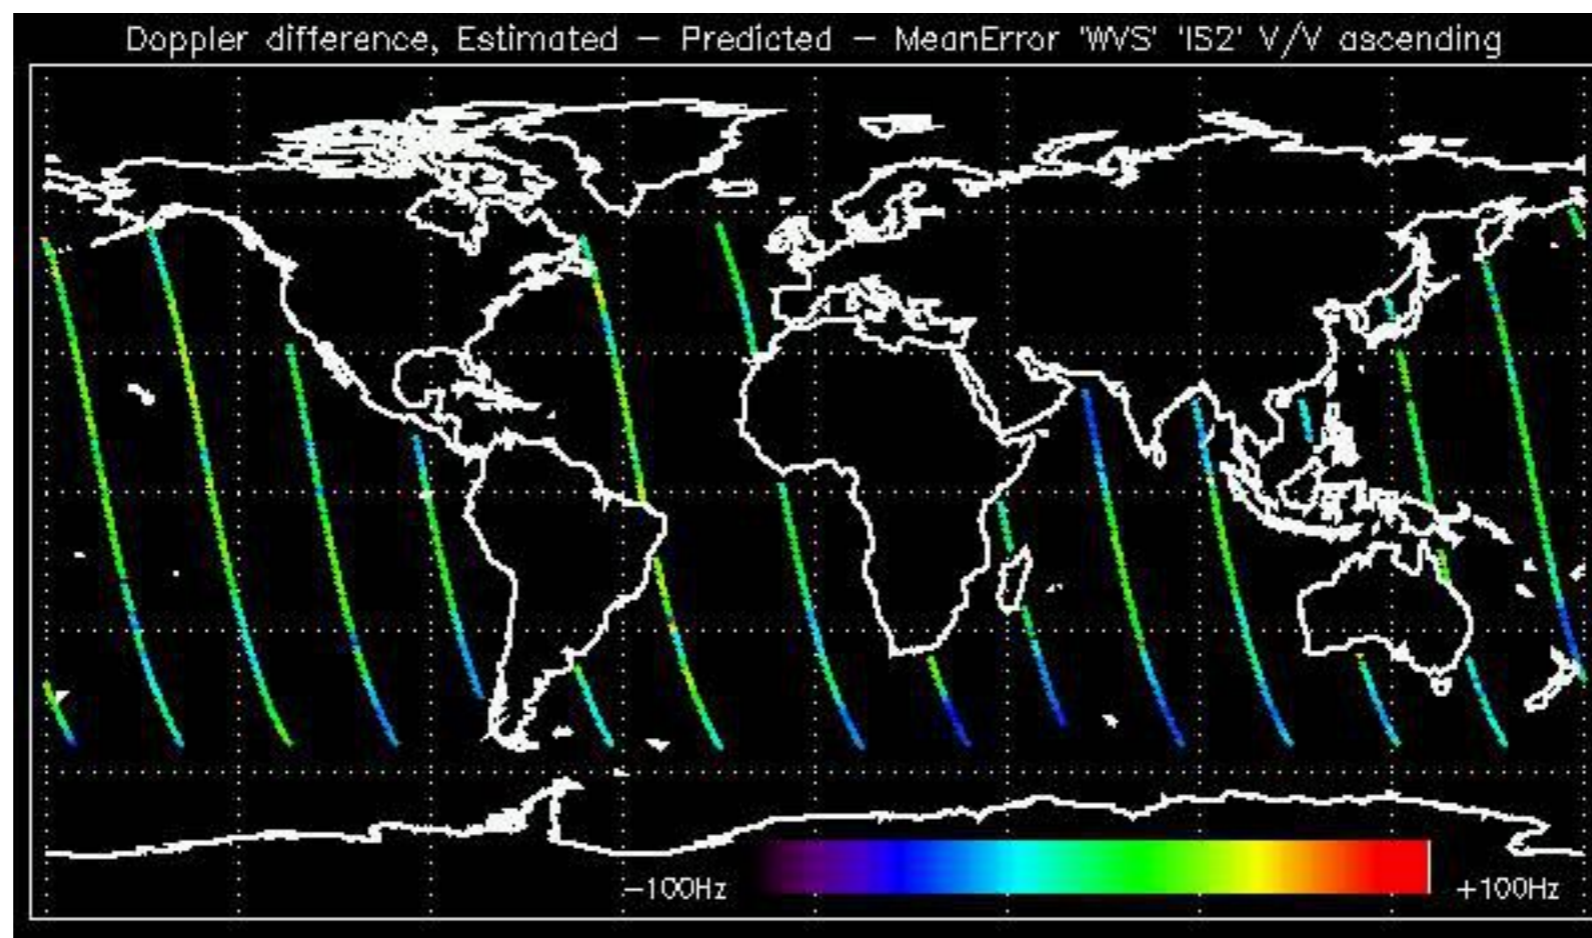 Doppler difference, Estimated – Predicted – MeanError 'WVS' 'IS2' V/V ascending
–100Hz
+100Hz